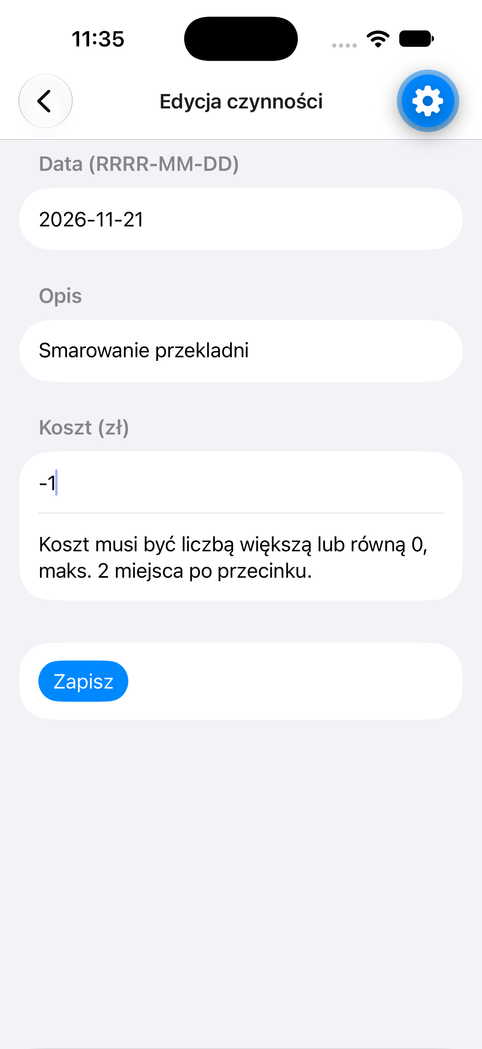 11:35
Edycja czynności
Data (RRRR-MM-DD)
2026-11-21
Opis
Smarowanie przekladni
Koszt (zł)
-1
Koszt musi być liczbą większą lub równą 0,
maks. 2 miejsca po przecinku.
Zapisz